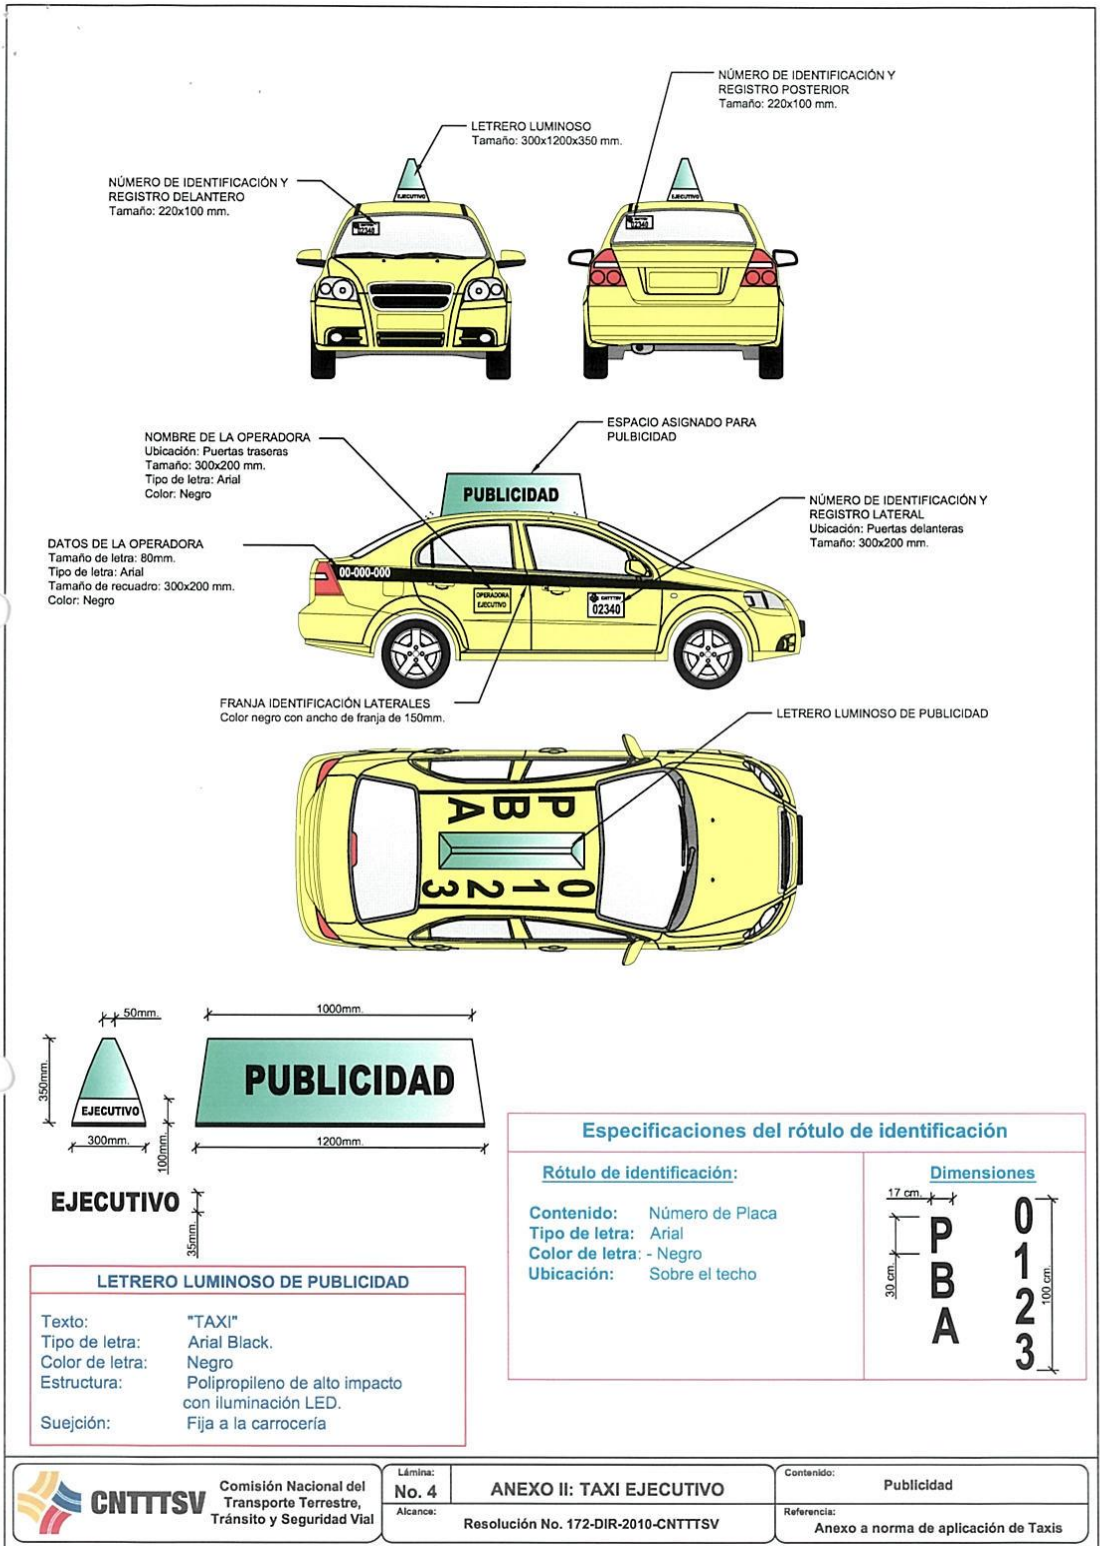 NÚMERO DE IDENTIFICACIÓN Y
REGISTRO POSTERIOR
Tamaño: 220x100 mm.
LETRERO LUMINOSO
Tamaño: 300x1200x350 mm.
NÚMERO DE IDENTIFICACIÓN Y
REGISTRO DELANTERO
Tamaño: 220x100 mm.
EJECUTIVO
EJECUTIVO
02340
02340
ESPACIO ASIGNADO PARA
PULBICIDAD
NOMBRE DE LA OPERADORA
Ubicación: Puertas traseras
Tamaño: 300x200 mm.
Tipo de letra: Arial
Color: Negro
PUBLICIDAD
NÚMERO DE IDENTIFICACIÓN Y
REGISTRO LATERAL
Ubicación: Puertas delanteras
Tamaño: 300x200 mm.
DATOS DE LA OPERADORA
Tamaño de letra: 80mm.
Tipo de letra: Arial
Tamaño de recuadro: 300x200 mm.
Color: Negro
00-000-000
OPERADORA
EJECUTIVO
CNTTTSV
02340
FRANJA IDENTIFICACIÓN LATERALES
Color negro con ancho de franja de 150mm.
LETRERO LUMINOSO DE PUBLICIDAD
PBA
0123
50mm.
1000mm.
350mm.
EJECUTIVO
PUBLICIDAD
300mm.
100mm.
1200mm.
EJECUTIVO
35mm.
LETRERO LUMINOSO DE PUBLICIDAD
Texto: "TAXI"
Tipo de letra: Arial Black.
Color de letra: Negro
Estructura: Polipropileno de alto impacto
con iluminación LED.
Suejción: Fija a la carrocería
Especificaciones del rótulo de identificación
Rótulo de identificación:
Contenido: Número de Placa
Tipo de letra: Arial
Color de letra: - Negro
Ubicación: Sobre el techo
Dimensiones
17 cm.
30 cm.
P
B
A
0
1
2
3
100 cm.
CNTTTSV
Comisión Nacional del
Transporte Terrestre,
Tránsito y Seguridad Vial
Lámina:
No. 4
Alcance:
ANEXO II: TAXI EJECUTIVO
Resolución No. 172-DIR-2010-CNTTTSV
Contenido:
Publicidad
Referencia:
Anexo a norma de aplicación de Taxis